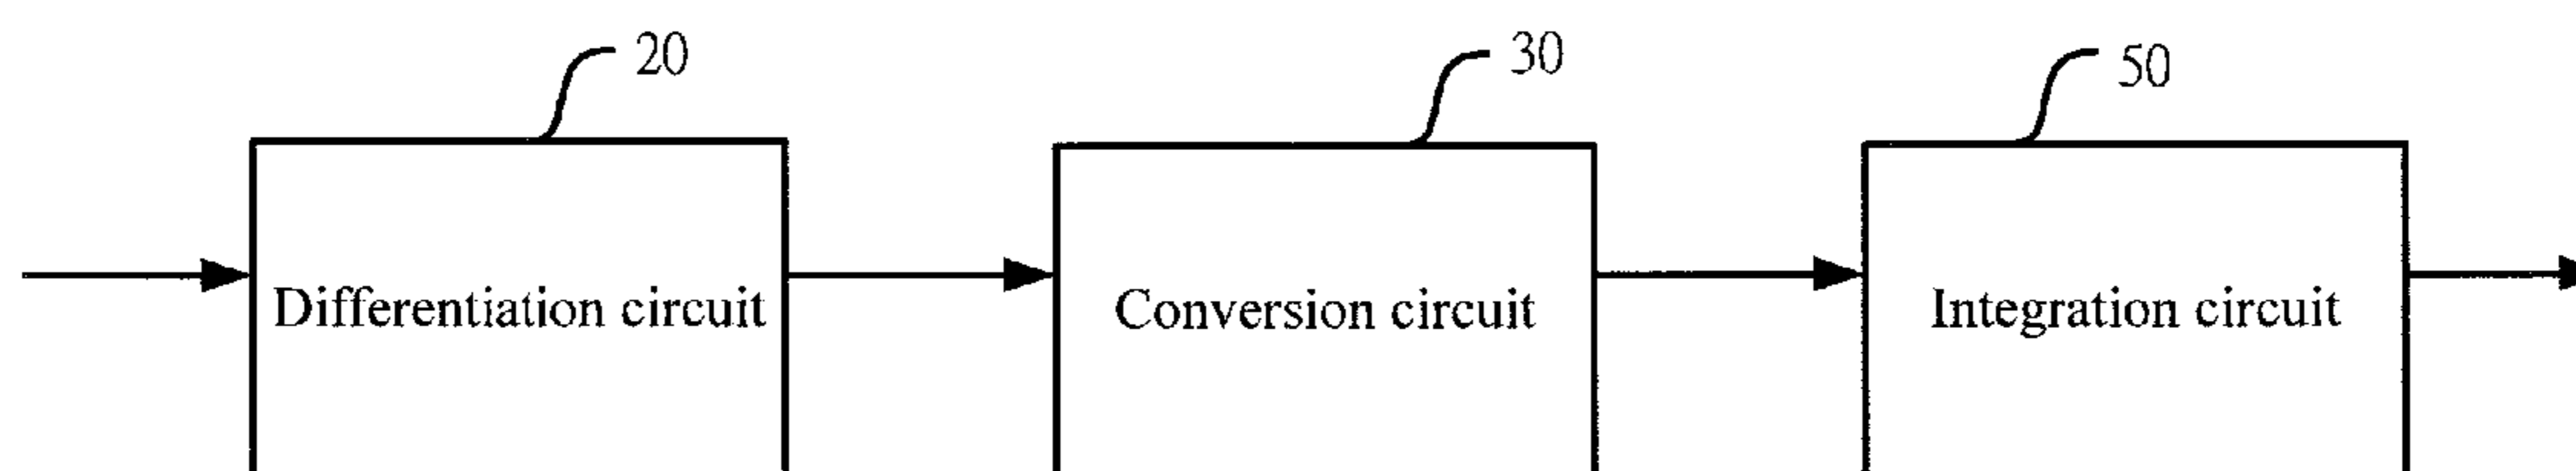 20
30
50
Differentiation circuit
Conversion circuit
Integration circuit